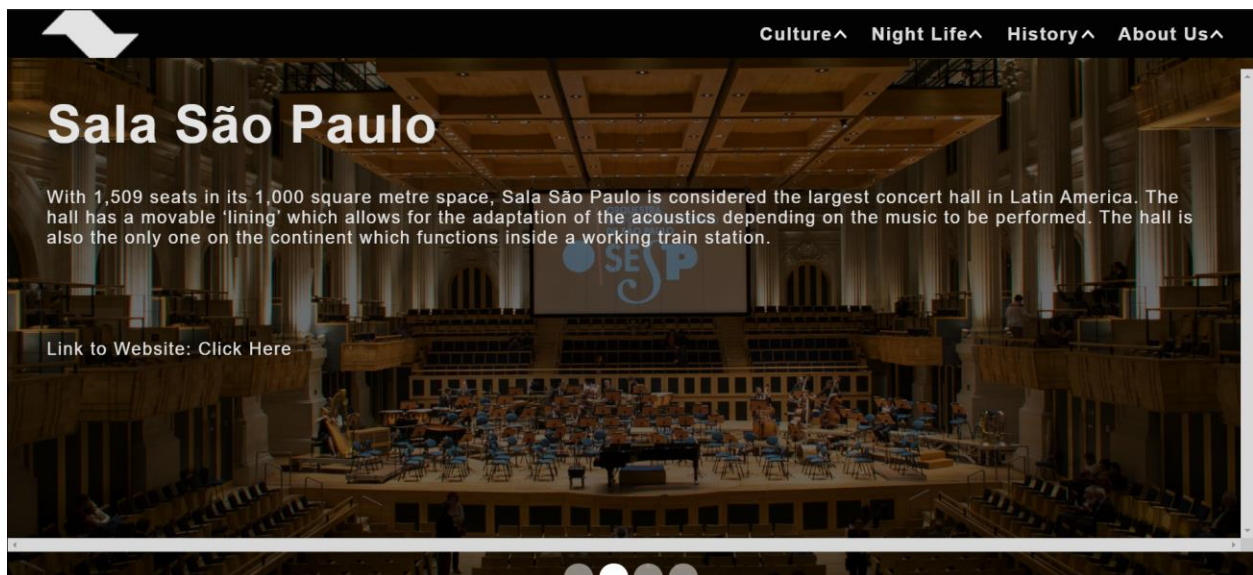 Culture Night Life History About Us
Sala São Paulo
With 1,509 seats in its 1,000 square metre space, Sala São Paulo is considered the largest concert hall in Latin America. The
hall has a movable ‘lining’ which allows for the adaptation of the acoustics depending on the music to be performed. The hall is
also the only one on the continent which functions inside a working train station.
OSESP
Link to Website: Click Here